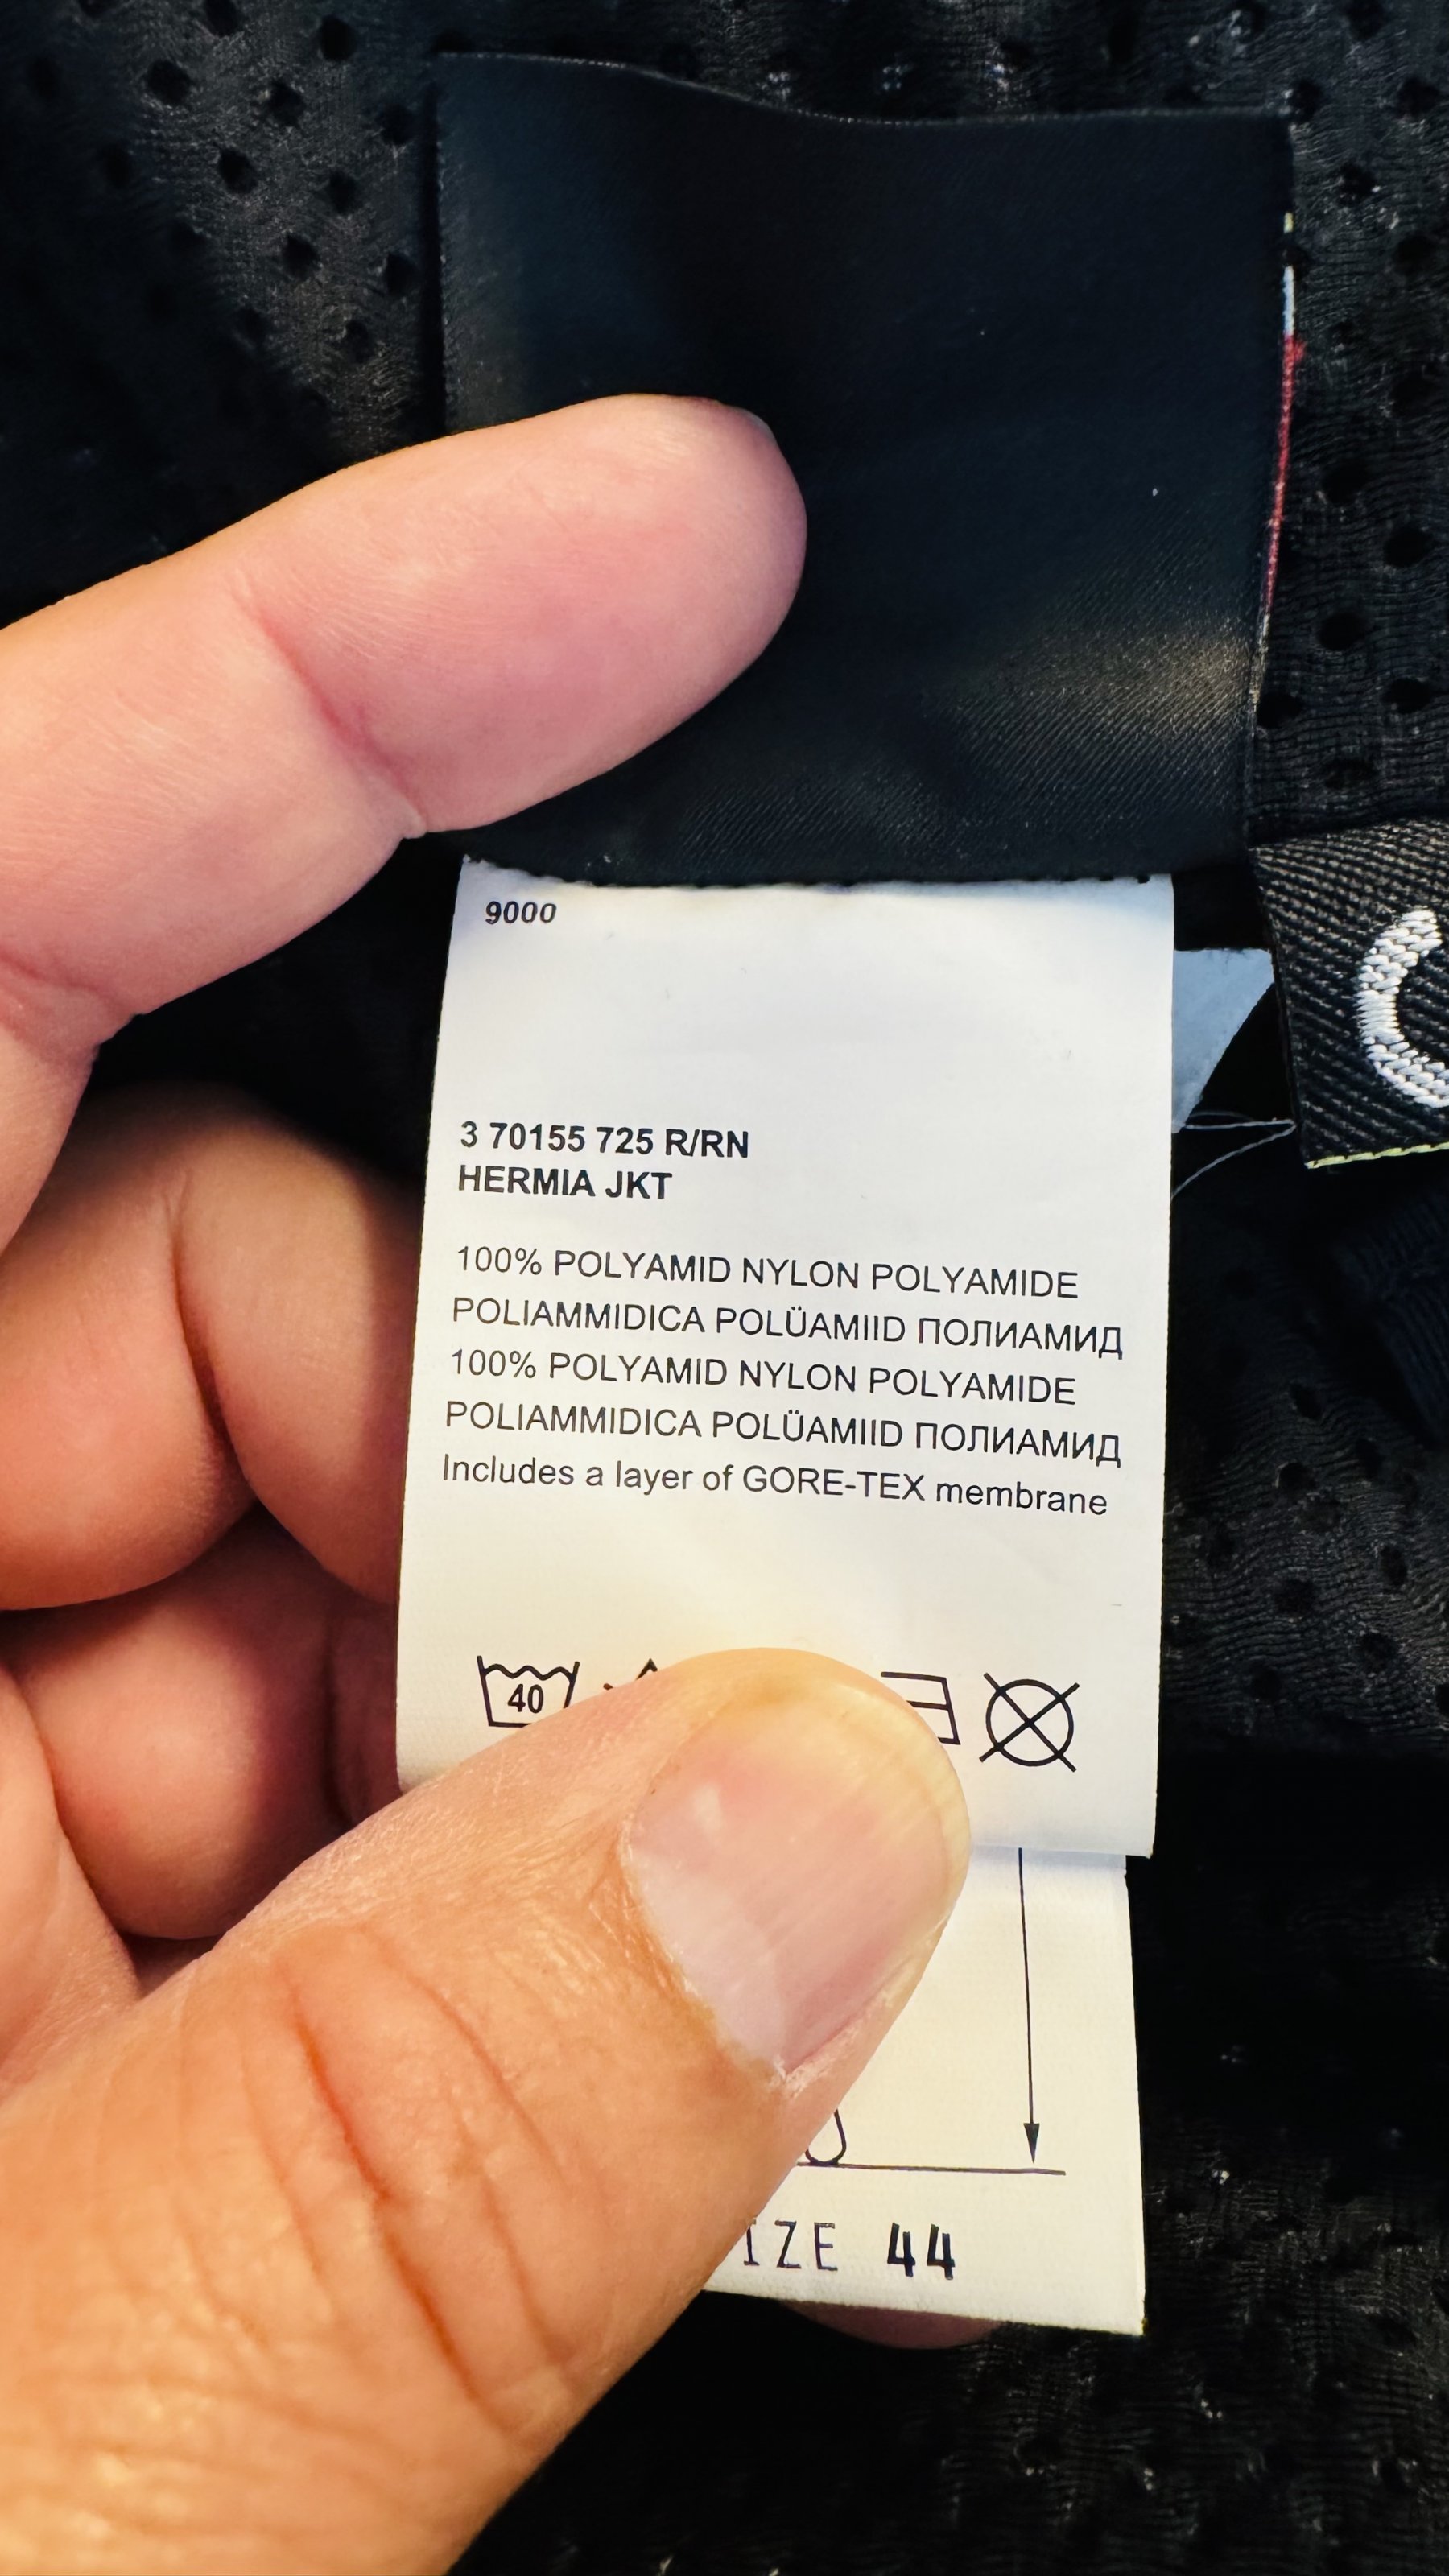 9000
3 70155 725 R/RN
HERMIA JKT
100% POLYAMID NYLON POLYAMIDE
POLIAMMIDICA POLÜAMIID ПОЛИАМИД
100% POLYAMID NYLON POLYAMIDE
POLIAMMIDICA POLÜAMIID ПОЛИАМИД
Includes a layer of GORE-TEX membrane
40
44